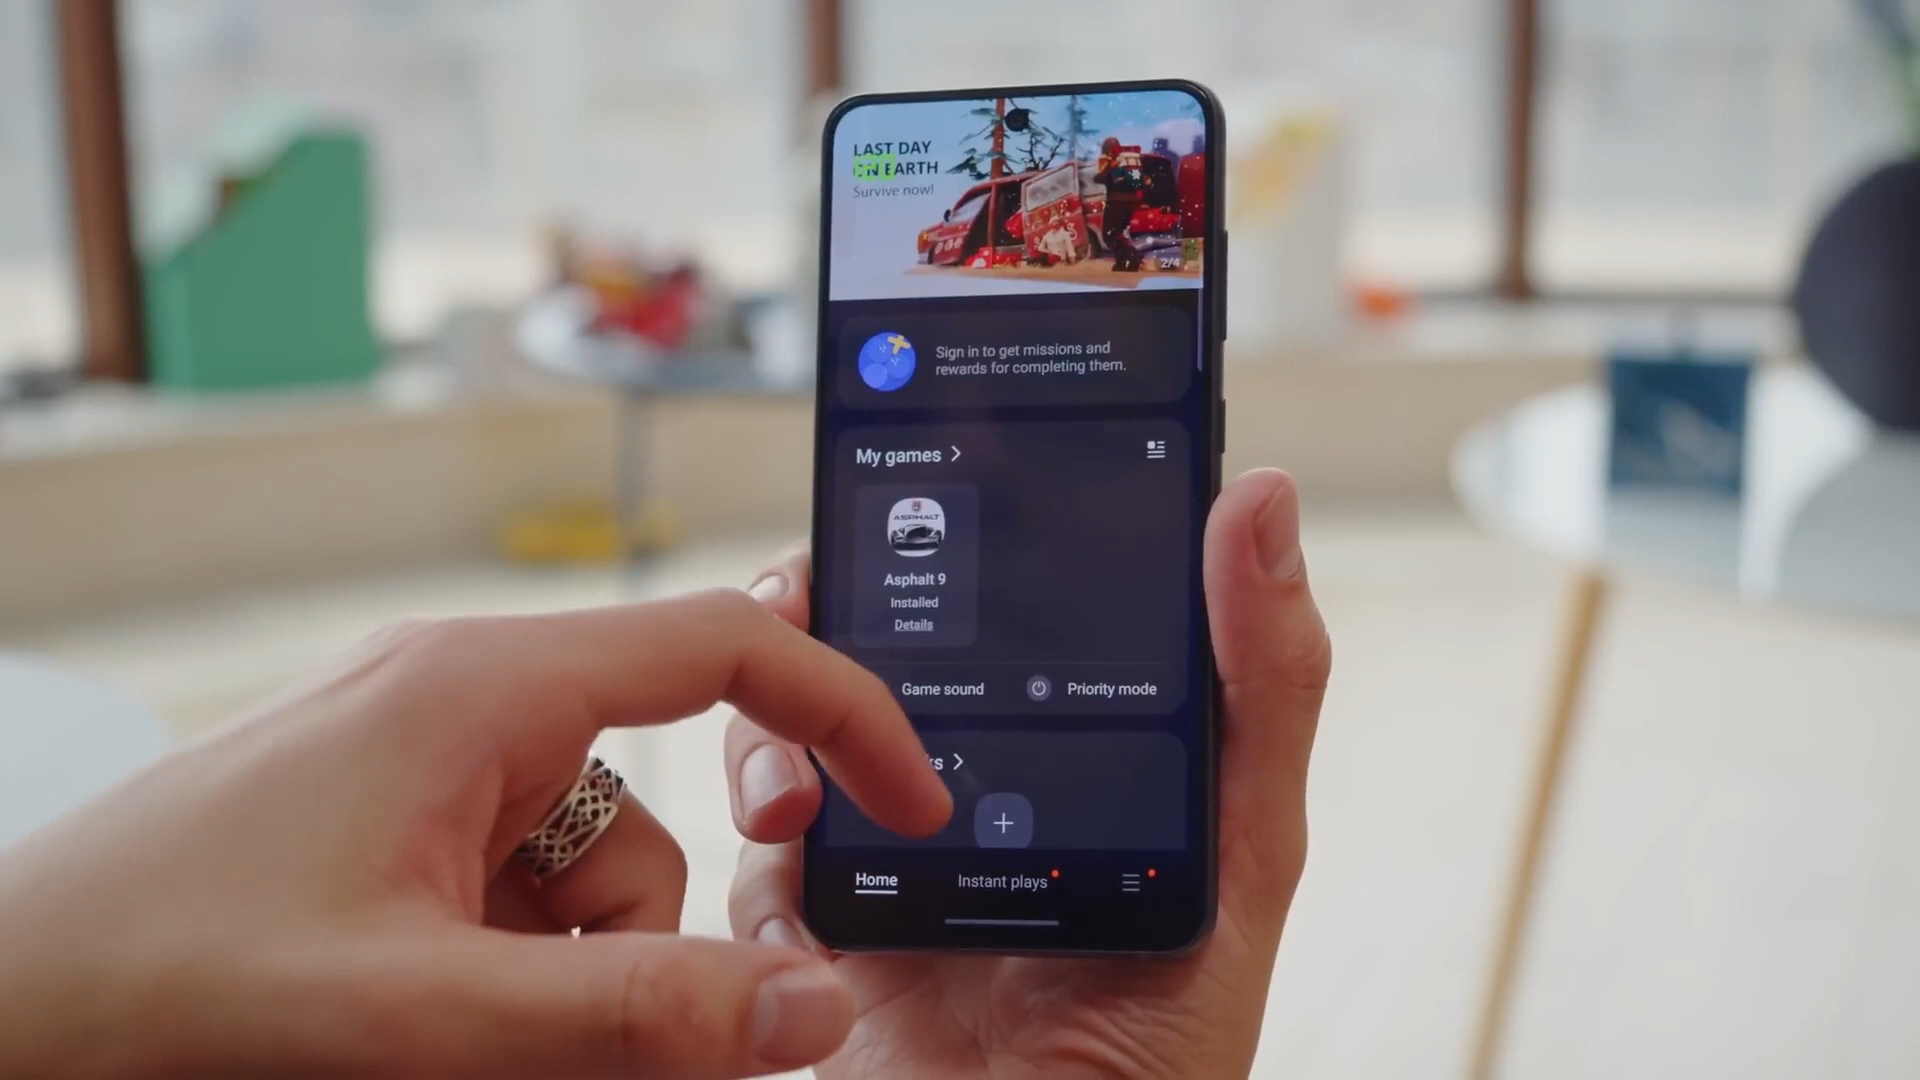 LAST DAY
ON EARTH
Survive now!
2/4
Sign in to get missions and
rewards for completing them.
My games
ASPHALT
Asphalt 9
Installed
Details
Game sound
Priority mode
Home
Instant plays